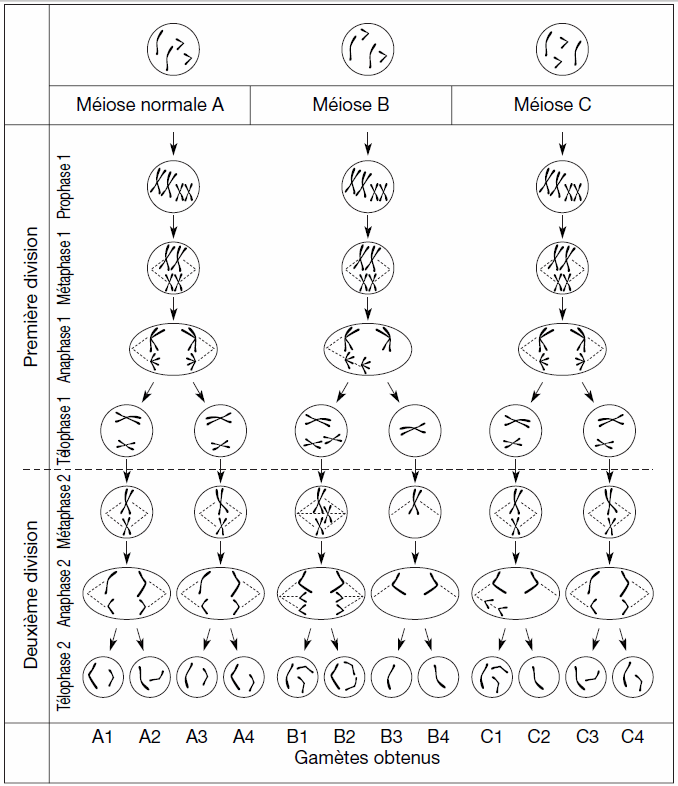 Méiose normale A
Méiose B
Méiose C
Première division
Prophase 1
Métaphase 1
Anaphase 1
Télophase 1
Deuxième division
Métaphase 2
Anaphase 2
Télophase 2
A1 A2 A3 A4 B1 B2 B3 B4 C1 C2 C3 C4
Gamètes obtenus